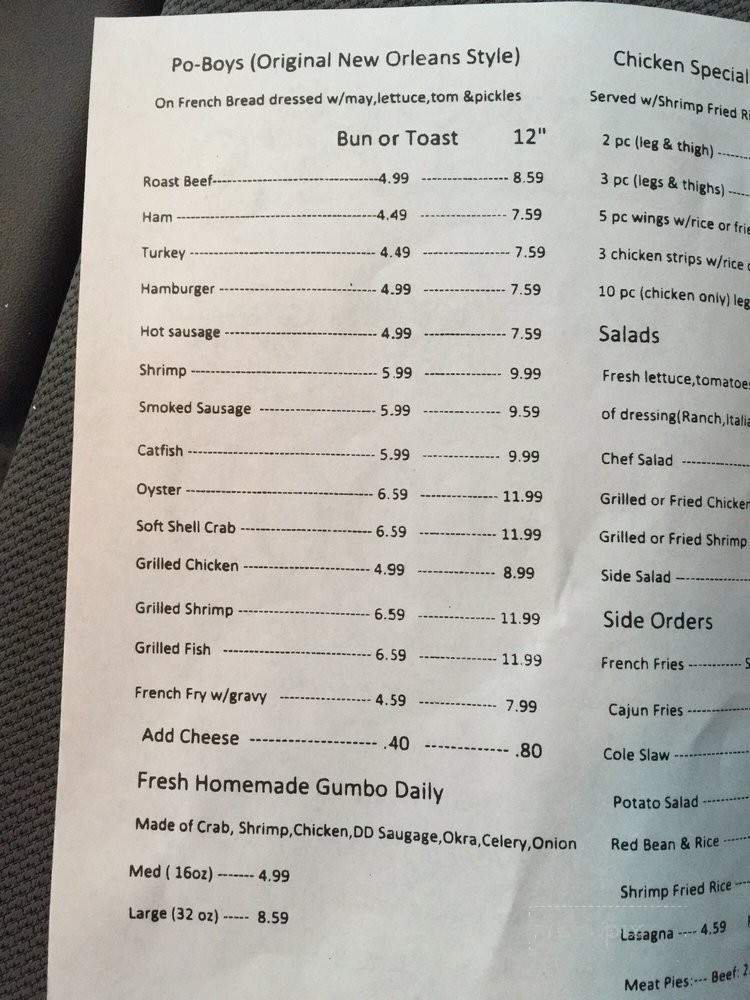 Po-Boys (Original New Orleans Style)
On French Bread dressed w/may,lettuce,tom &pickles
Bun or Toast 12"
Roast Beef 4.99 8.59
Ham 4.49 7.59
Turkey 4.49 7.59
Hamburger 4.99 7.59
Hot sausage 4.99 7.59
Shrimp 5.99 9.99
Smoked Sausage 5.99 9.59
Catfish 5.99 9.99
Oyster 6.59 11.99
Soft Shell Crab 6.59 11.99
Grilled Chicken 4.99 8.99
Grilled Shrimp 6.59 11.99
Grilled Fish 6.59 11.99
French Fry w/gravy 4.59 7.99
Add Cheese .40 .80
Fresh Homemade Gumbo Daily
Made of Crab, Shrimp,Chicken,DD Saugage,Okra,Celery,Onion
Med ( 16oz) ------- 4.99
Large (32 oz) ----- 8.59
Chicken Special
Served w/Shrimp Fried
2 pc (leg & thigh)
3 pc (legs & thighs)
5 pc wings w/rice or
3 chicken strips w/rice
10 pc (chicken only)
Salads
Fresh lettuce,tomatoes
of dressing(Ranch,
Chef Salad
Grilled or Fried Chicken
Grilled or Fried Shrimp
Side Salad
Side Orders
French Fries
Cajun Fries
Cole Slaw
Potato Salad
Red Bean & Rice
Shrimp Fried Rice
Lasagna ---- 4.59
Meat Pies:--- Beef: